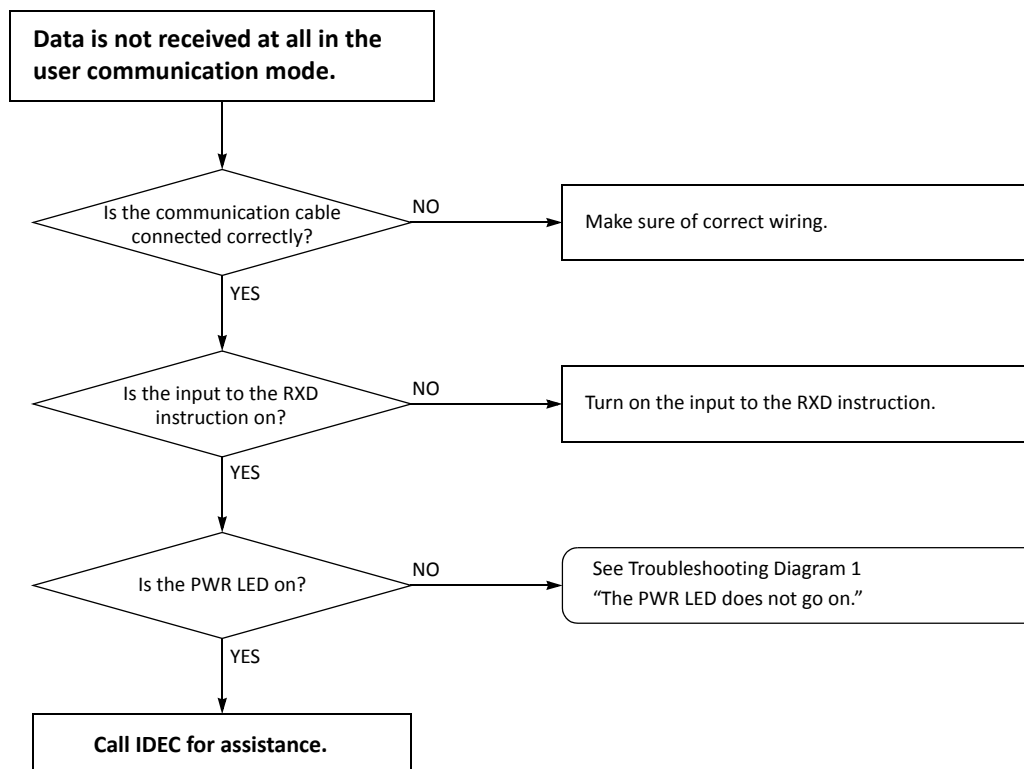 Data is not received at all in the
user communication mode.
Is the communication cable
connected correctly?
NO
Make sure of correct wiring.
YES
Is the input to the RXD
instruction on?
NO
Turn on the input to the RXD instruction.
YES
Is the PWR LED on?
NO
See Troubleshooting Diagram 1
“The PWR LED does not go on.”
YES
Call IDEC for assistance.